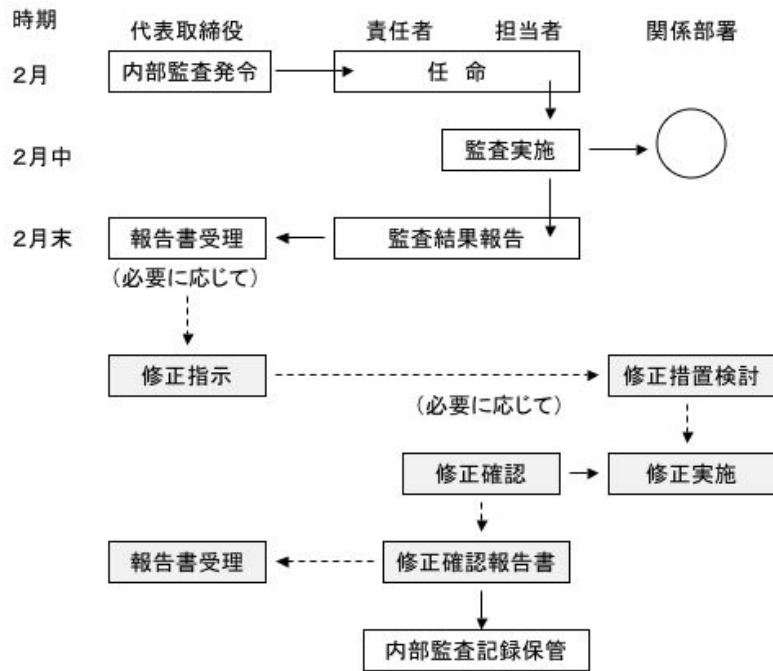 時期
代表取締役 責任者 担当者 関係部署
2月 内部監査発令 任 命
2月中 監査実施
2月末 報告書受理 監査結果報告
(必要に応じて)
修正指示 修正措置検討
(必要に応じて)
修正確認 修正実施
報告書受理 修正確認報告書
内部監査記録保管